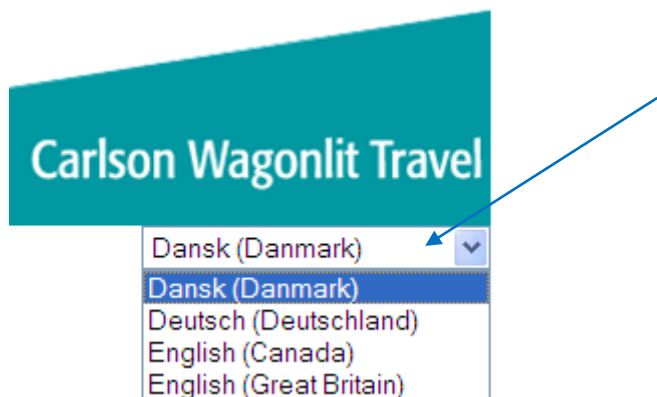 Carlson Wagonlit Travel
Dansk (Danmark)
Dansk (Danmark)
Deutsch (Deutschland)
English (Canada)
English (Great Britain)